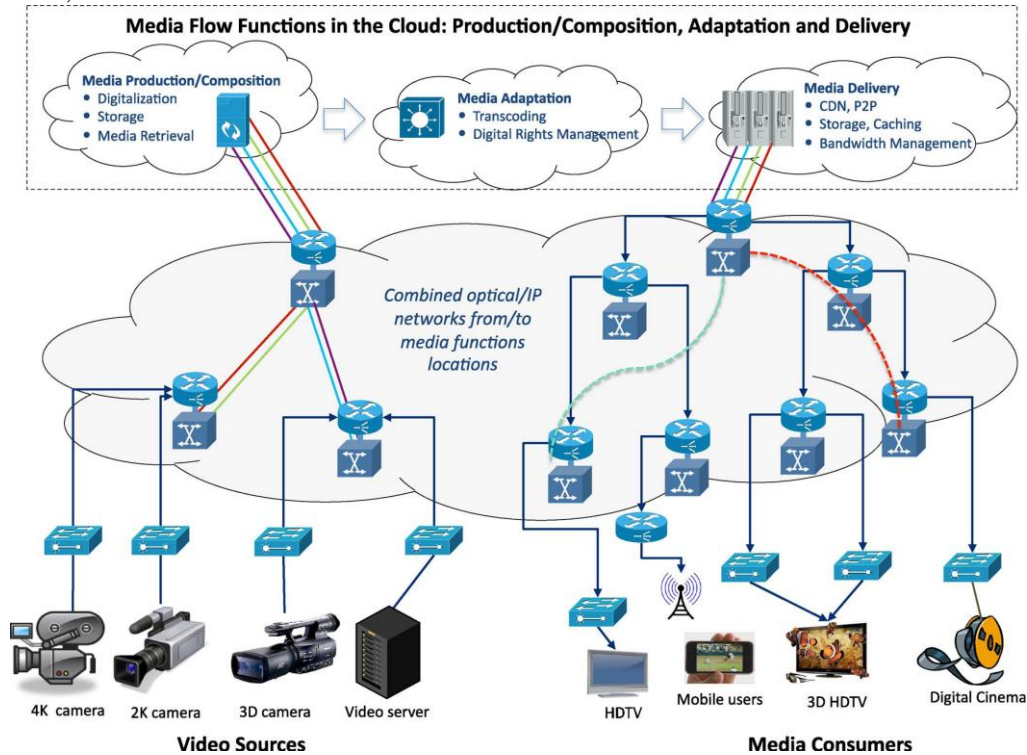 Media Flow Functions in the Cloud: Production/Composition, Adaptation and Delivery
Media Production/Composition
• Digitalization
• Storage
• Media Retrieval
Media Adaptation
• Transcoding
• Digital Rights Management
Media Delivery
• CDN, P2P
• Storage, Caching
• Bandwidth Management
Combined optical/IP
networks from/to
media functions
locations
4K camera
2K camera
3D camera
Video server
HDTV
Mobile users
3D HDTV
Digital Cinema
Video Sources
Media Consumers